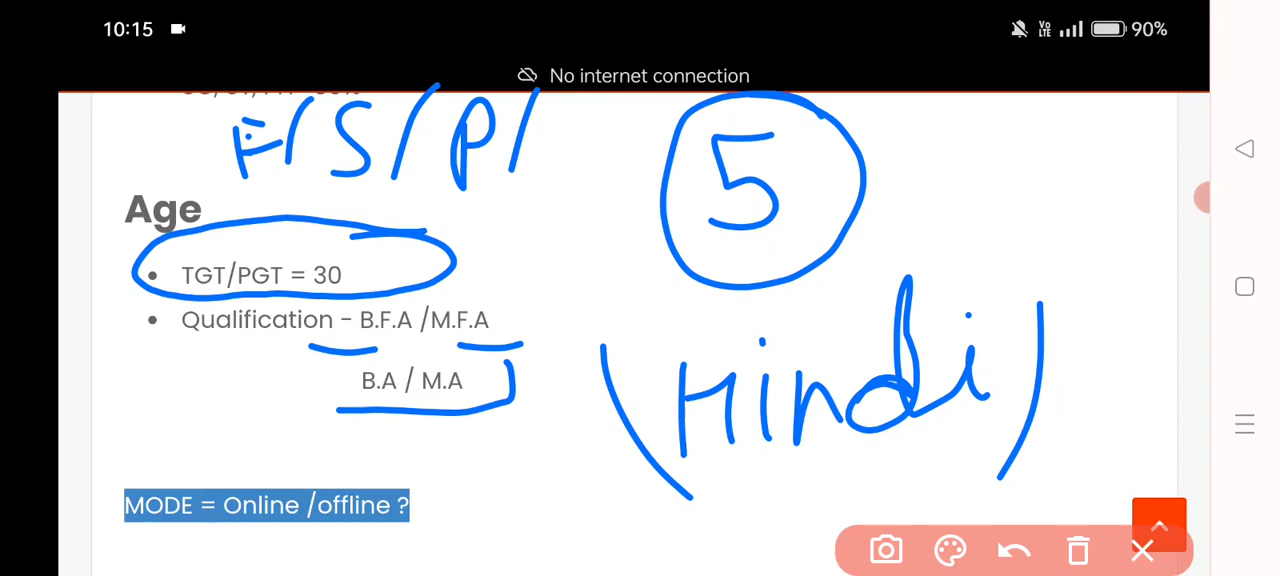 10:15 90%
No internet connection
F/S/P/ 5
Age
• TGT/PGT = 30
• Qualification - B.F.A /M.F.A
B.A / M.A
(Hindi)
MODE = Online /offline ?